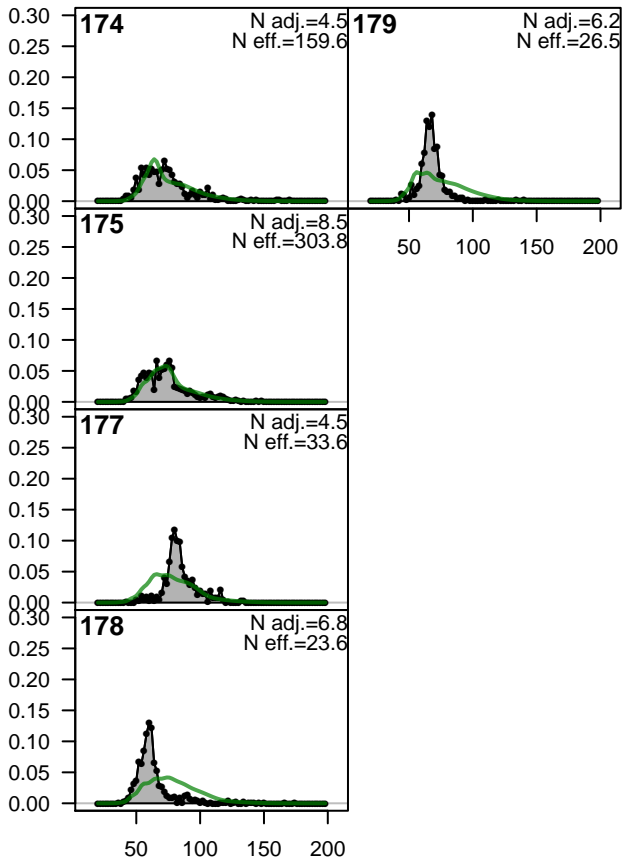 0.30
0.25
0.20
0.15
0.10
0.05
0.00
174
N adj.=4.5
N eff.=159.6
179
N adj.=6.2
N eff.=26.5
50 100 150 200
0.30
0.25
0.20
0.15
0.10
0.05
0.00
175
N adj.=8.5
N eff.=303.8
0.30
0.25
0.20
0.15
0.10
0.05
0.00
177
N adj.=4.5
N eff.=33.6
0.30
0.25
0.20
0.15
0.10
0.05
0.00
178
N adj.=6.8
N eff.=23.6
50 100 150 200